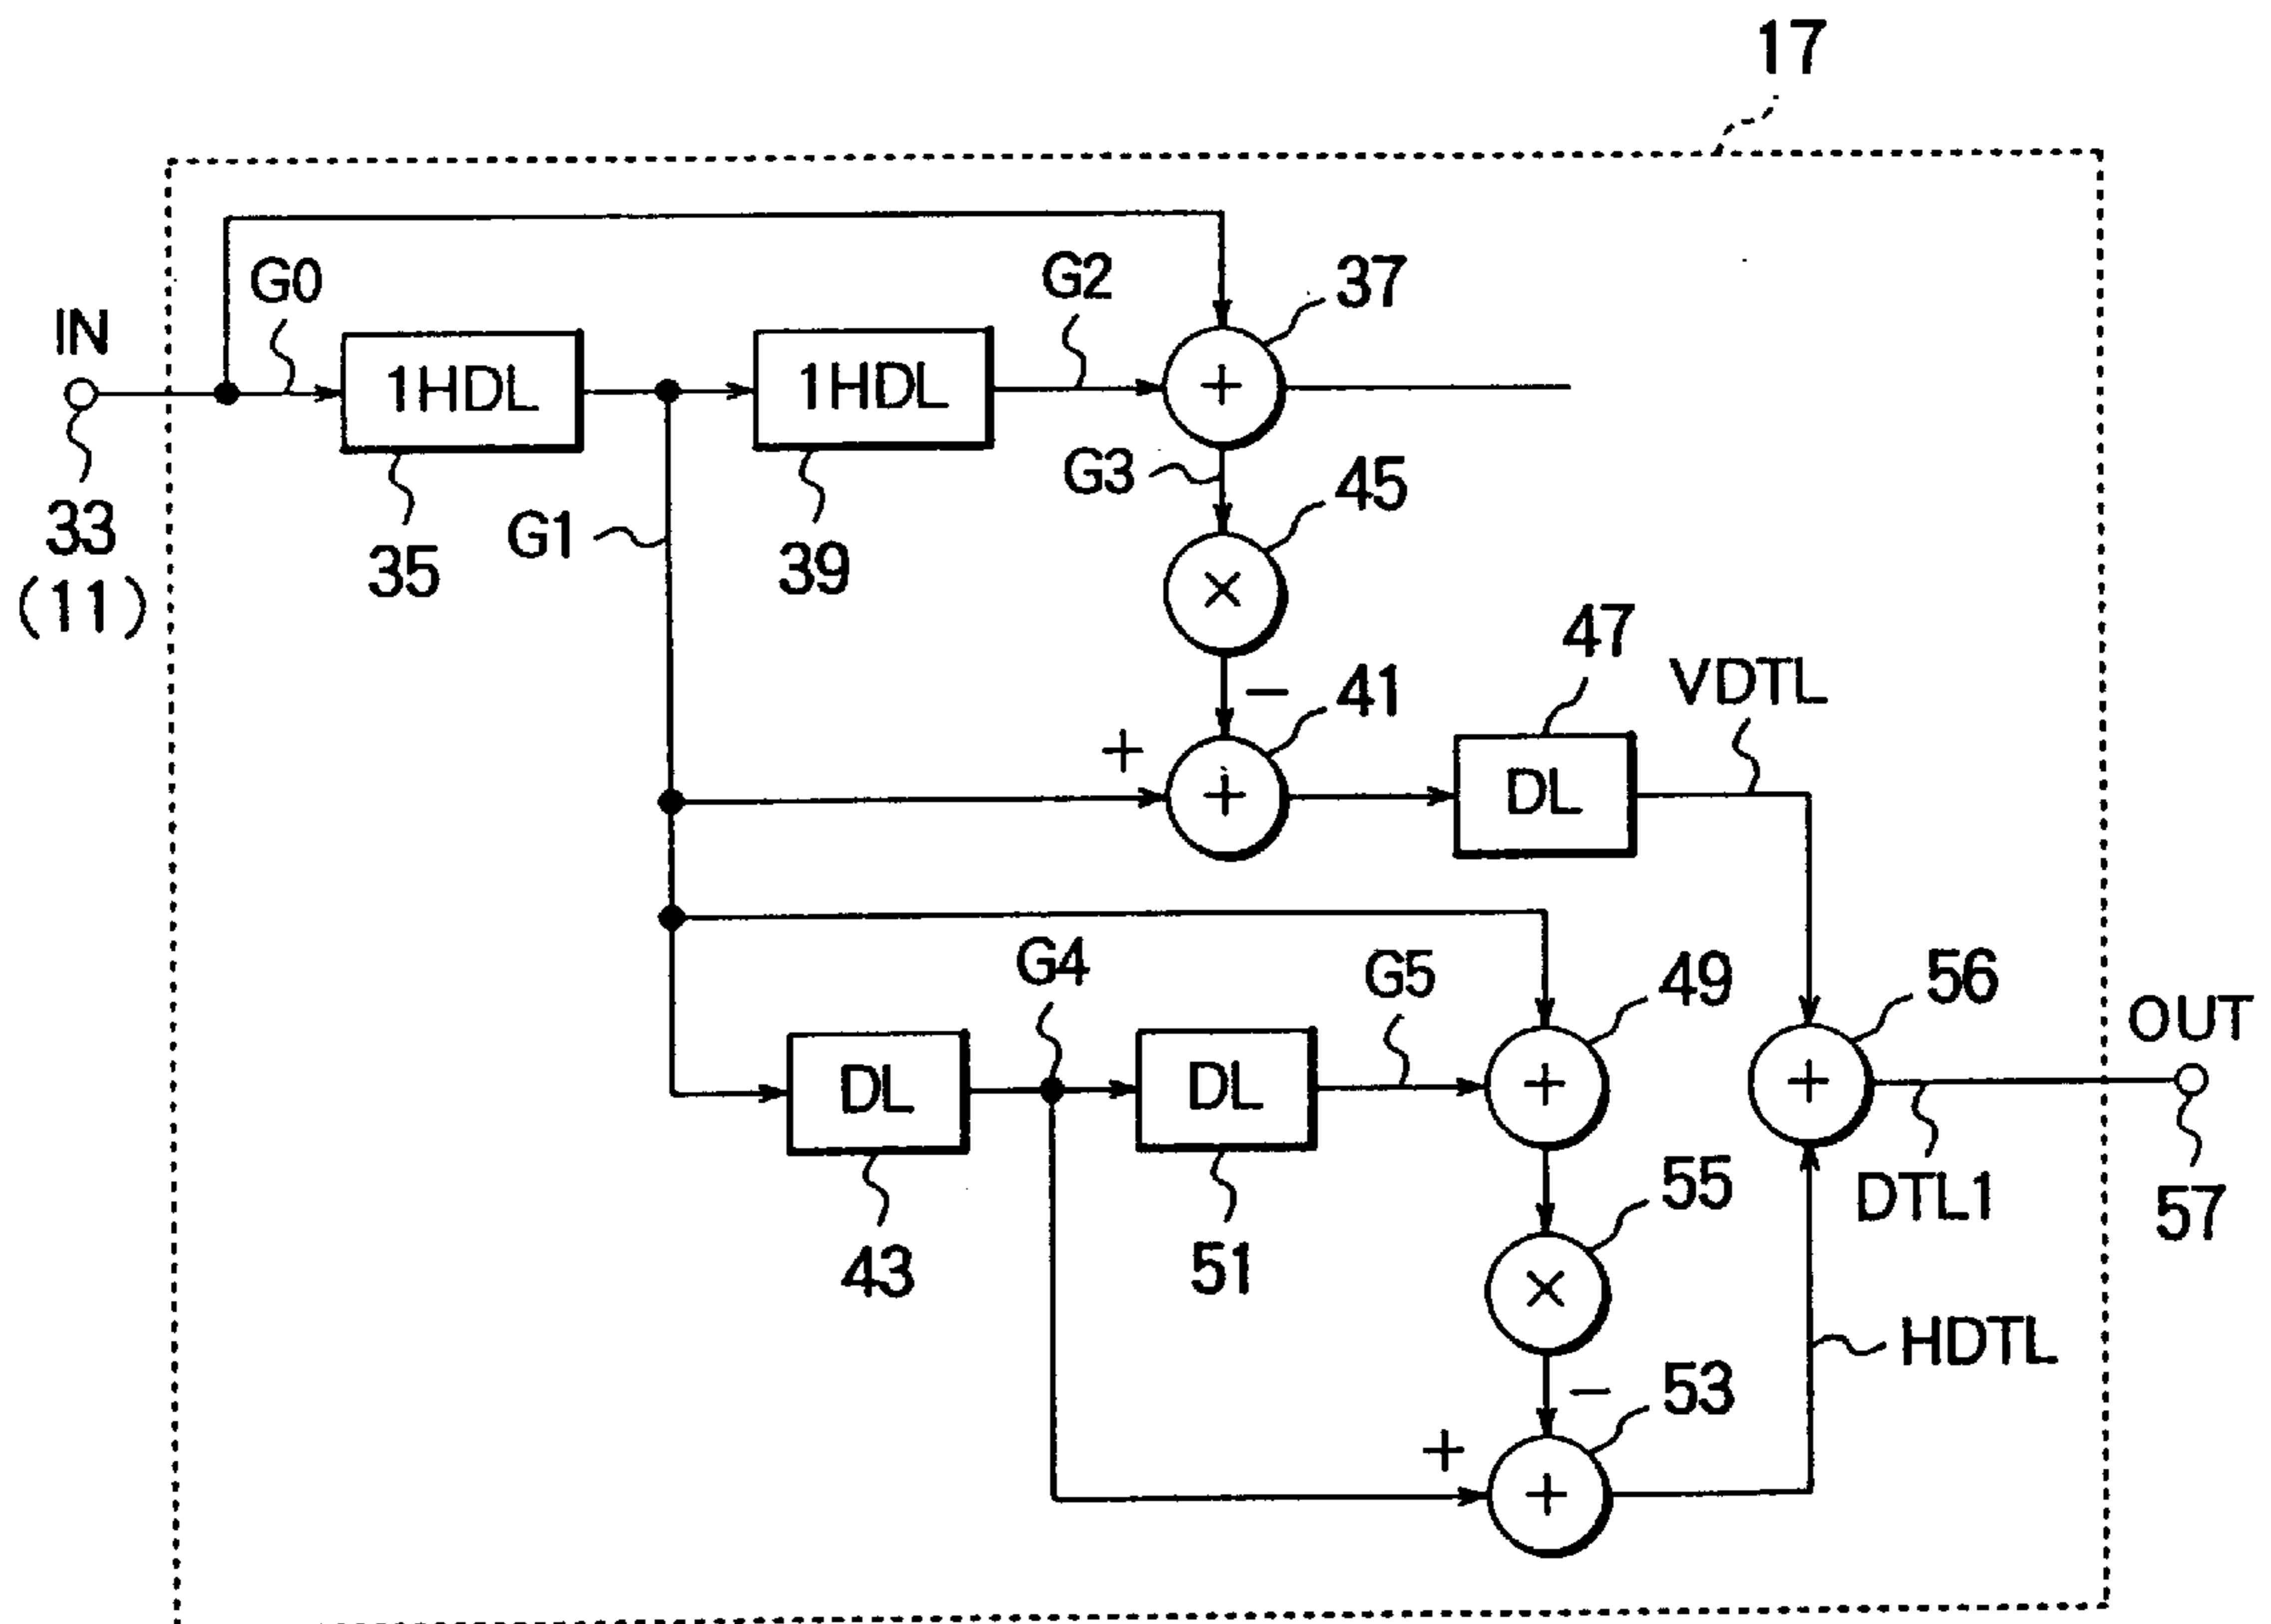 17
G0
G2
37
IN
1HDL
1HDL
+
G3
45
33
(11)
35
G1
39
×
47
−
41
VDTL
+
+
DL
G4
G5
49
56
OUT
DL
DL
+
+
55
DTL1
57
43
51
×
HDTL
−
53
+
+